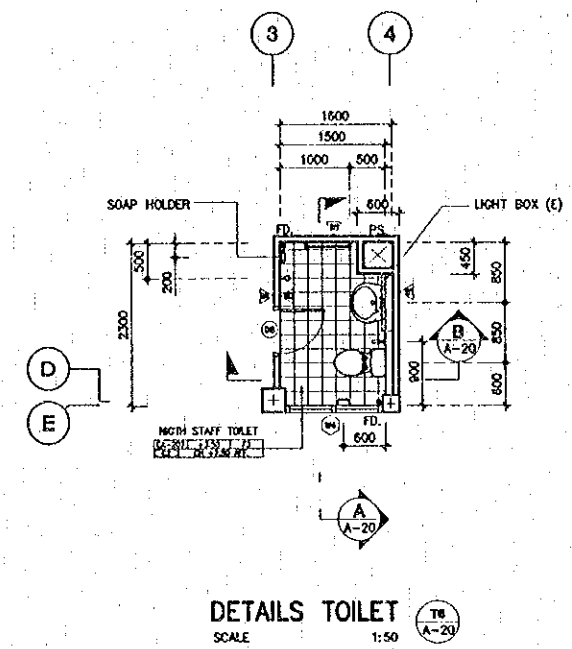 3
4
1600
1500
1000
500
600
SOAP HOLDER
LIGHT BOX (E)
FD.
PS.
500
200
2300
450
850
850
600
900
B
A-20
D
E
STAFF TOILET
FD.
600
A
A-20
DETAILS TOILET
T6
A-20
SCALE
1:50